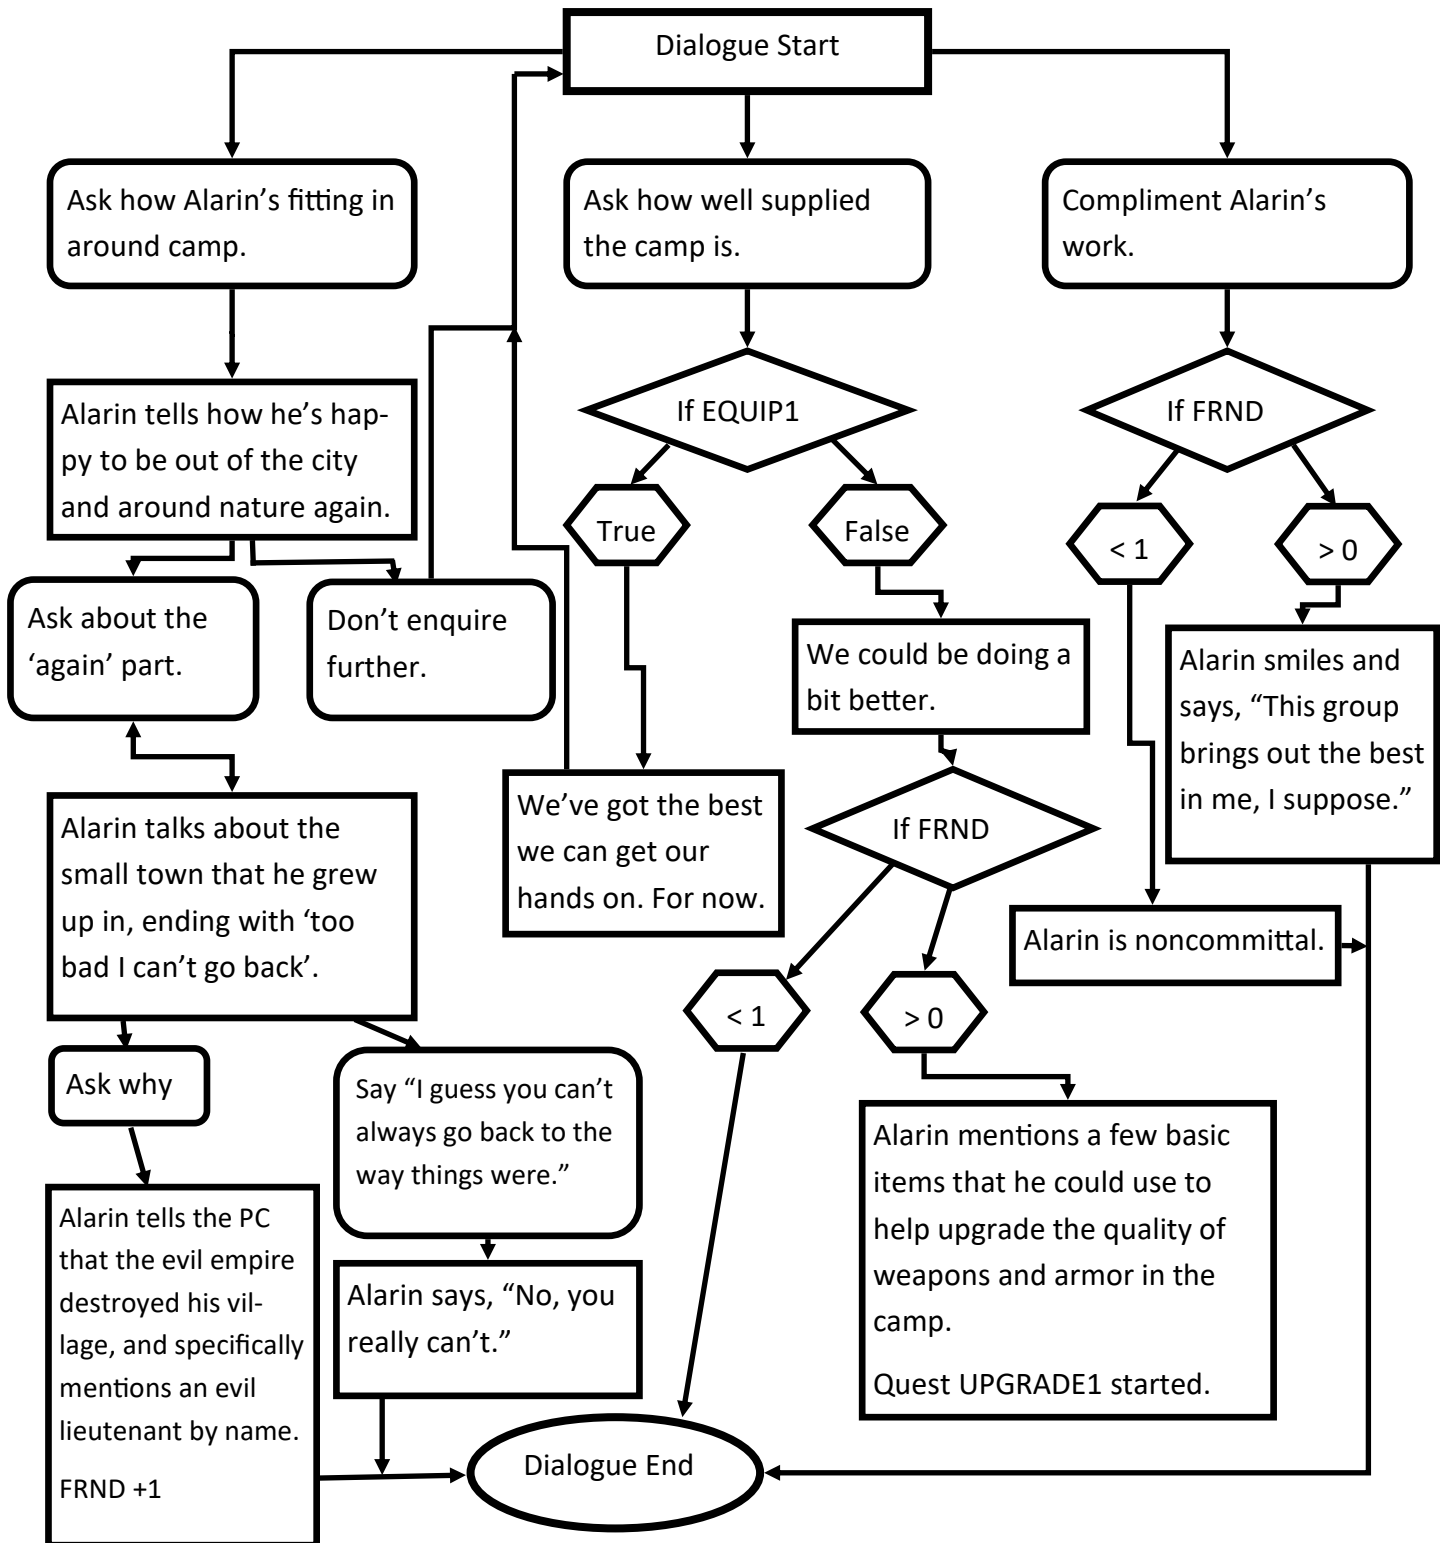 Dialogue Start
Ask how Alarin’s fitting in
around camp.
Ask how well supplied
the camp is.
Compliment Alarin’s
work.
Alarin tells how he’s hap-
py to be out of the city
and around nature again.
If EQUIP1
If FRND
True
False
< 1
> 0
Ask about the
‘again’ part.
Don’t enquire
further.
We could be doing a
bit better.
Alarin smiles and
says, “This group
brings out the best
in me, I suppose.”
Alarin talks about the
small town that he grew
up in, ending with ‘too
bad I can’t go back’.
We’ve got the best
we can get our
hands on. For now.
If FRND
Alarin is noncommittal.
< 1
> 0
Ask why
Say “I guess you can’t
always go back to the
way things were.”
Alarin mentions a few basic
items that he could use to
help upgrade the quality of
weapons and armor in the
camp.
Quest UPGRADE1 started.
Alarin tells the PC
that the evil empire
destroyed his vil-
lage, and specifically
mentions an evil
lieutenant by name.
FRND +1
Alarin says, “No, you
really can’t.”
Dialogue End